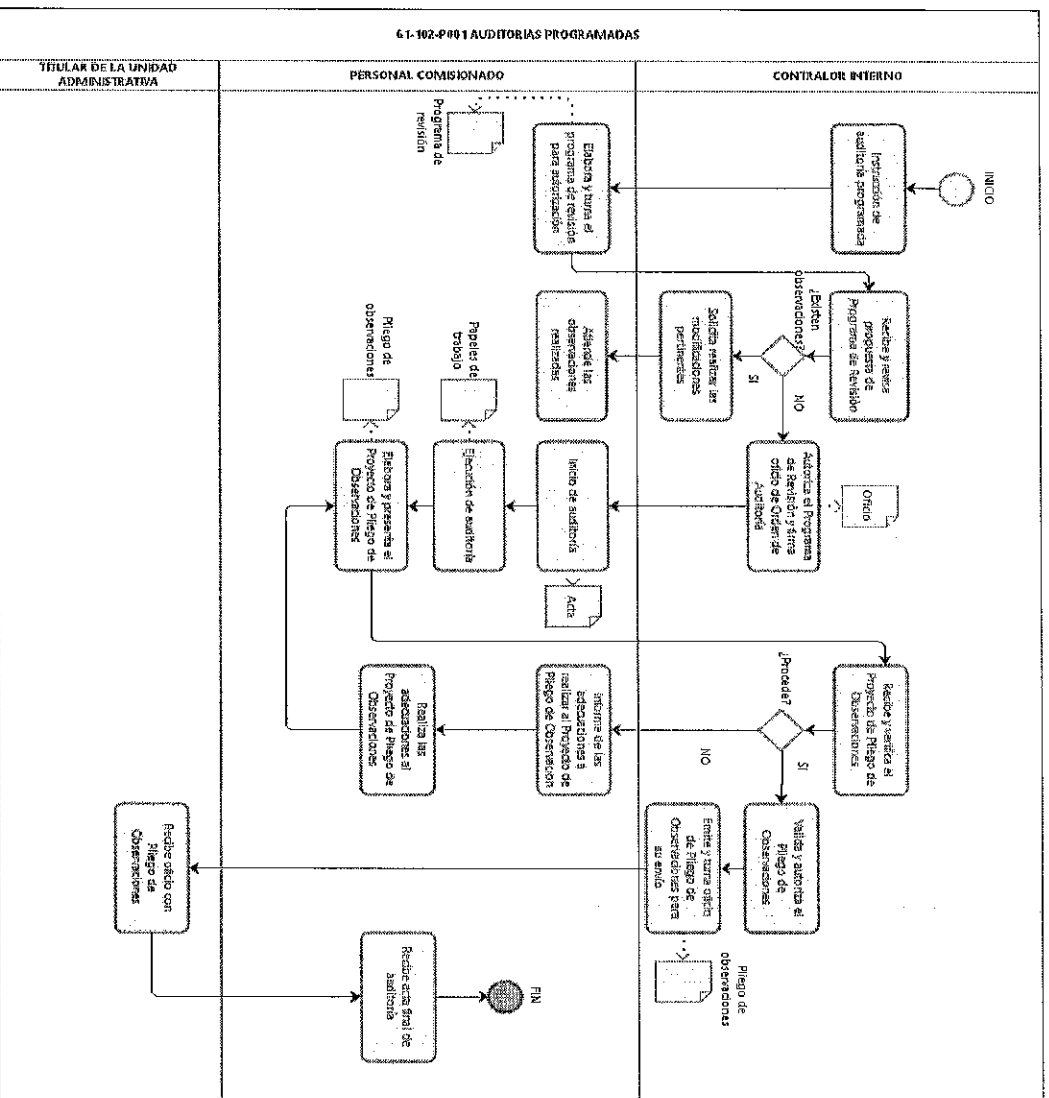 61-102-P001 AUDITORIAS PROGRAMADAS
CONTRALOR INTERNO
PERSONAL COMISIONADO
TITULAR DE LA UNIDAD
ADMINISTRATIVA
INICIO
Instrucción de
auditoría programada
Elabora y turna el
programa de revisión
para autorización
Programa de
revisión
Recibe y revisa
propuesta de
Programa de Revisión
¿Existen
observaciones?
SI
NO
Solicita realizar las
modificaciones
pertinentes
Atiende las
observaciones
realizadas
Autoriza el Programa
de Revisión y firma
oficio de Orden de
Auditoría
Oficio
Inicio de auditoría
Acta
Ejecución de auditoría
Papeles de
trabajo
Elabora y presenta el
Proyecto de Pliego de
Observaciones
Pliego de
observaciones
Recibe y verifica el
Proyecto de Pliego de
Observaciones
¿Procede?
SI
NO
Informe de las
adecuaciones a
realizar al Proyecto de
Pliego de Observacion
Realiza las
adecuaciones al
Proyecto de Pliego de
Observaciones
Valida y autoriza el
Pliego de
Observaciones
Emite y turna oficio
de Pliego de
Observaciones para
su envío
Pliego de
observaciones
Recibe oficio con
Pliego de
Observaciones
Recibe acta final de
auditoría
FIN